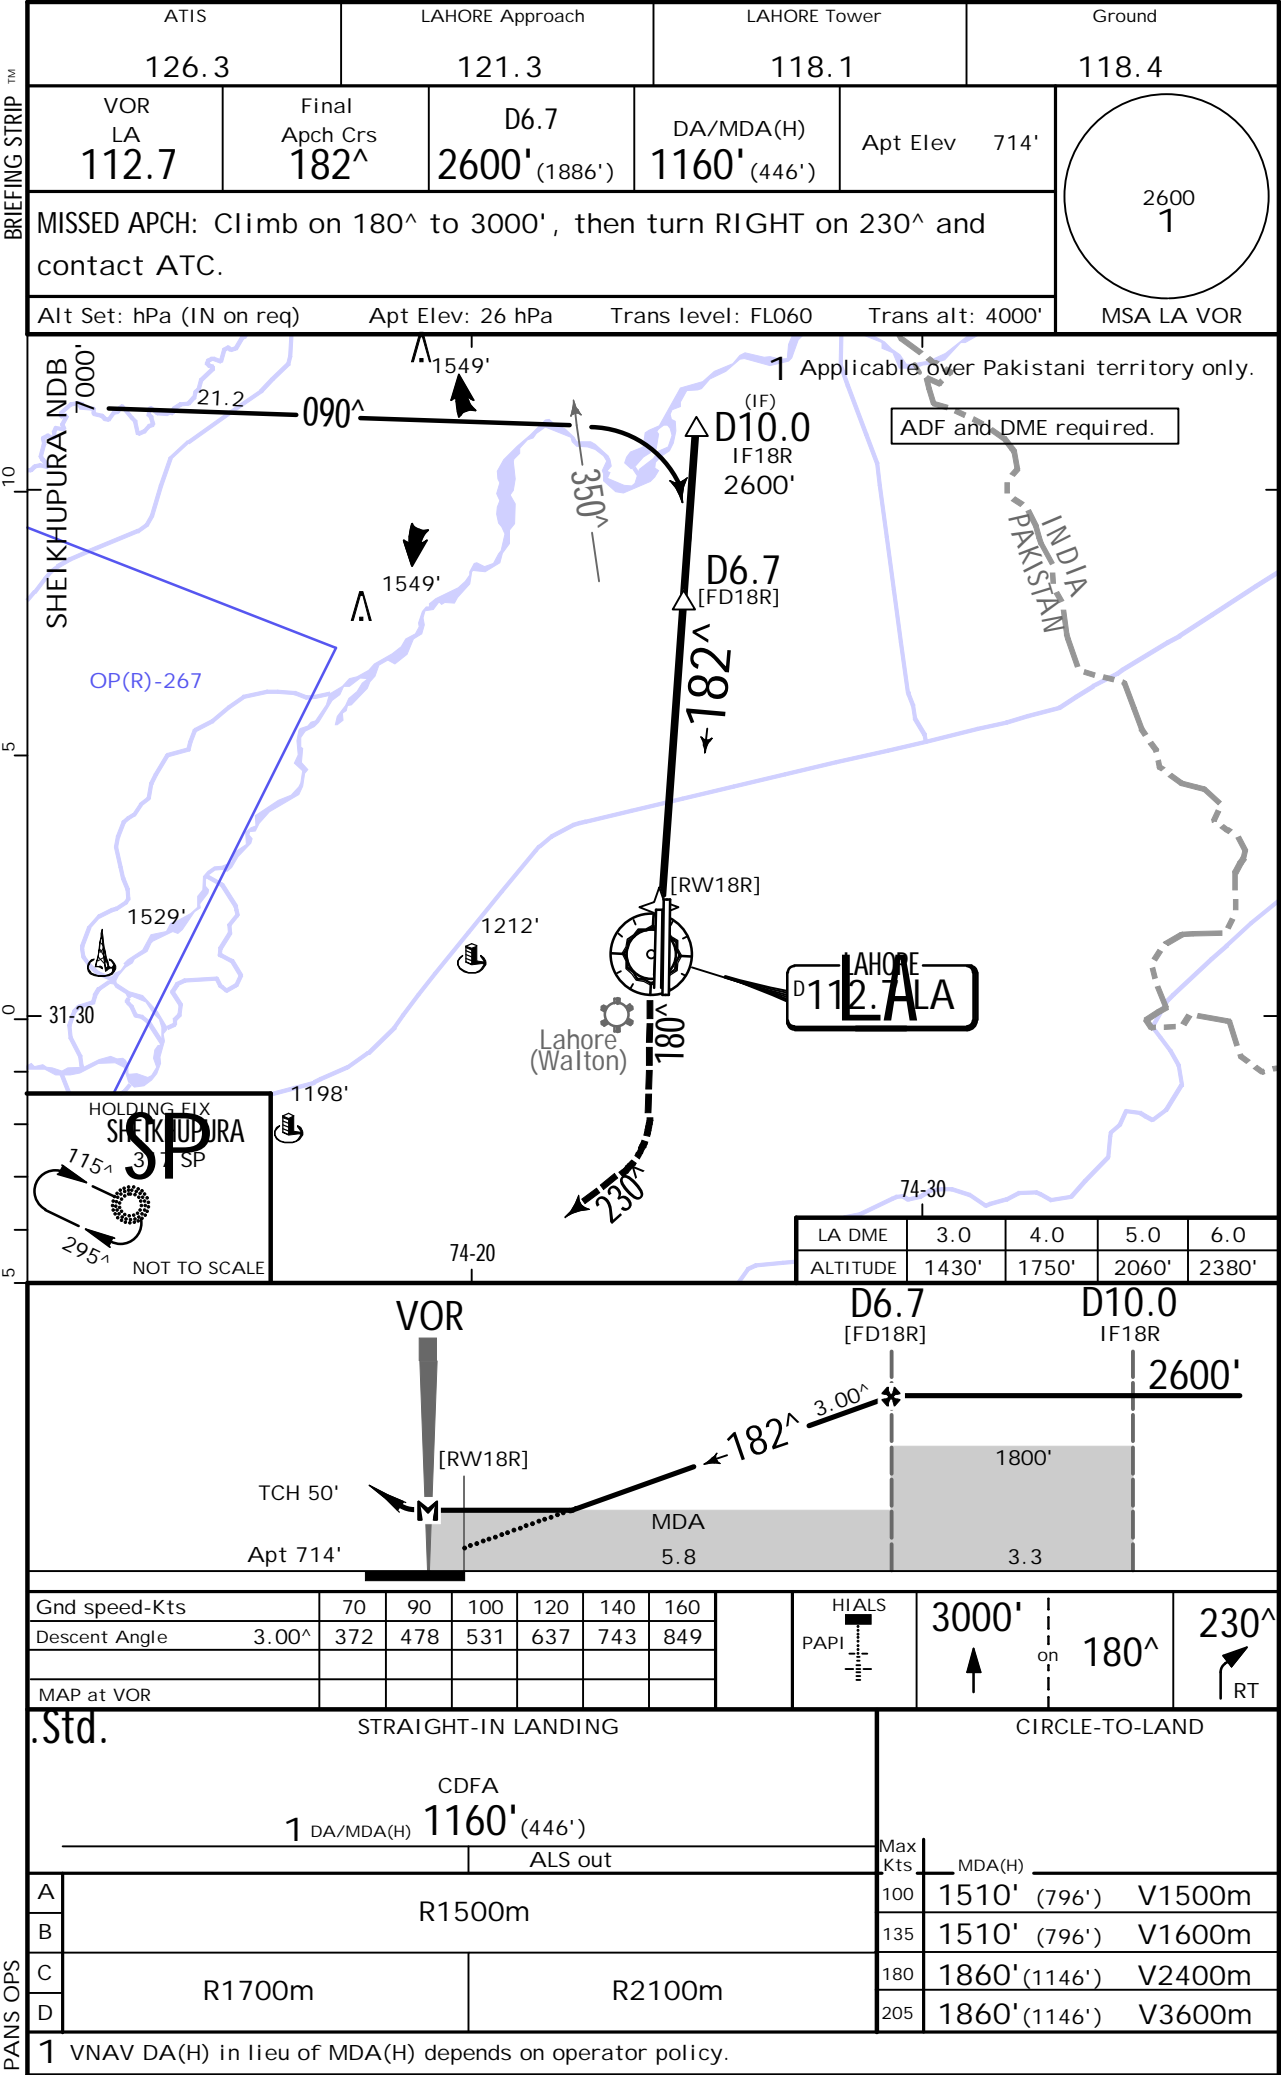 BRIEFING STRIP TM
ATIS
126.3
LAHORE Approach
121.3
LAHORE Tower
118.1
Ground
118.4
VOR
LA
112.7
Final
Apch Crs
182^
D6.7
2600' (1886')
DA/MDA(H)
1160' (446')
Apt Elev 714'
2600
1
MSA LA VOR
MISSED APCH: Climb on 180^ to 3000', then turn RIGHT on 230^ and
contact ATC.
Alt Set: hPa (IN on req) Apt Elev: 26 hPa Trans level: FL060 Trans alt: 4000'
1 Applicable over Pakistani territory only.
ADF and DME required.
SHEIKHUPURA NDB
7000'
21.2
090^
1549'
350^
(IF)
D10.0
IF18R
2600'
INDIA
PAKISTAN
1549'
D6.7
[FD18R]
182^
OP(R)-267
10
5
0
5
[RW18R]
1529'
1212'
LAHORE
D 112.7 LA
LA
31-30
Lahore
(Walton)
180^
230^
1198'
HOLDING FIX
SHEIKHUPURA
SP
SP
115^
295^
NOT TO SCALE
74-20
74-30
LA DME 3.0 4.0 5.0 6.0
ALTITUDE 1430' 1750' 2060' 2380'
VOR
D6.7
[FD18R]
D10.0
IF18R
2600'
3.00^
182^
[RW18R]
1800'
TCH 50'
M
MDA
Apt 714'
5.8
3.3
Gnd speed-Kts 70 90 100 120 140 160
Descent Angle 3.00^ 372 478 531 637 743 849
MAP at VOR
HIALS
PAPI
3000'
on
180^
230^
RT
.Std.
STRAIGHT-IN LANDING
CIRCLE-TO-LAND
CDFA
1 DA/MDA(H) 1160' (446')
ALS out
Max
Kts
MDA(H)
A
B
R1500m
C
D
R1700m
R2100m
100 1510' (796') V1500m
135 1510' (796') V1600m
180 1860' (1146') V2400m
205 1860' (1146') V3600m
PANS OPS
1 VNAV DA(H) in lieu of MDA(H) depends on operator policy.